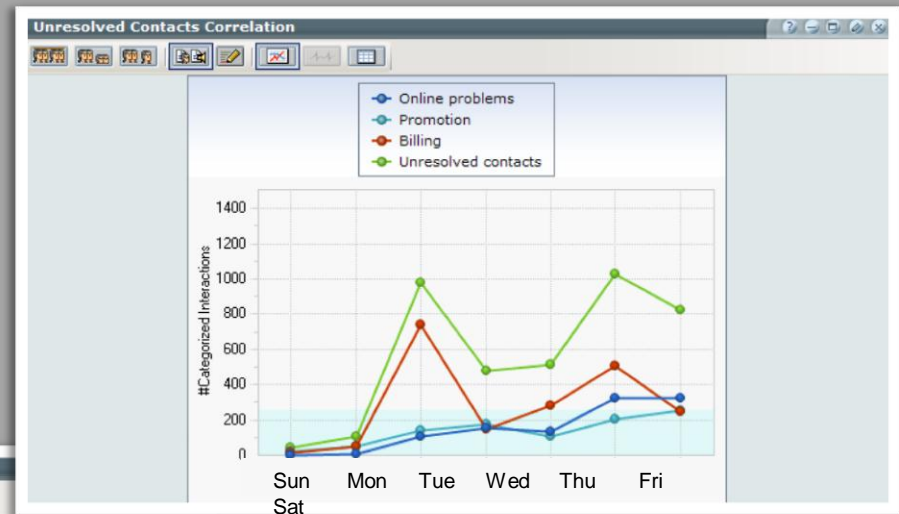 Unresolved Contacts Correlation
Online problems
Promotion
Billing
Unresolved contacts
#Categorized Interactions
1400
1200
1000
800
600
400
200
0
Sun Mon Tue Wed Thu Fri
Sat